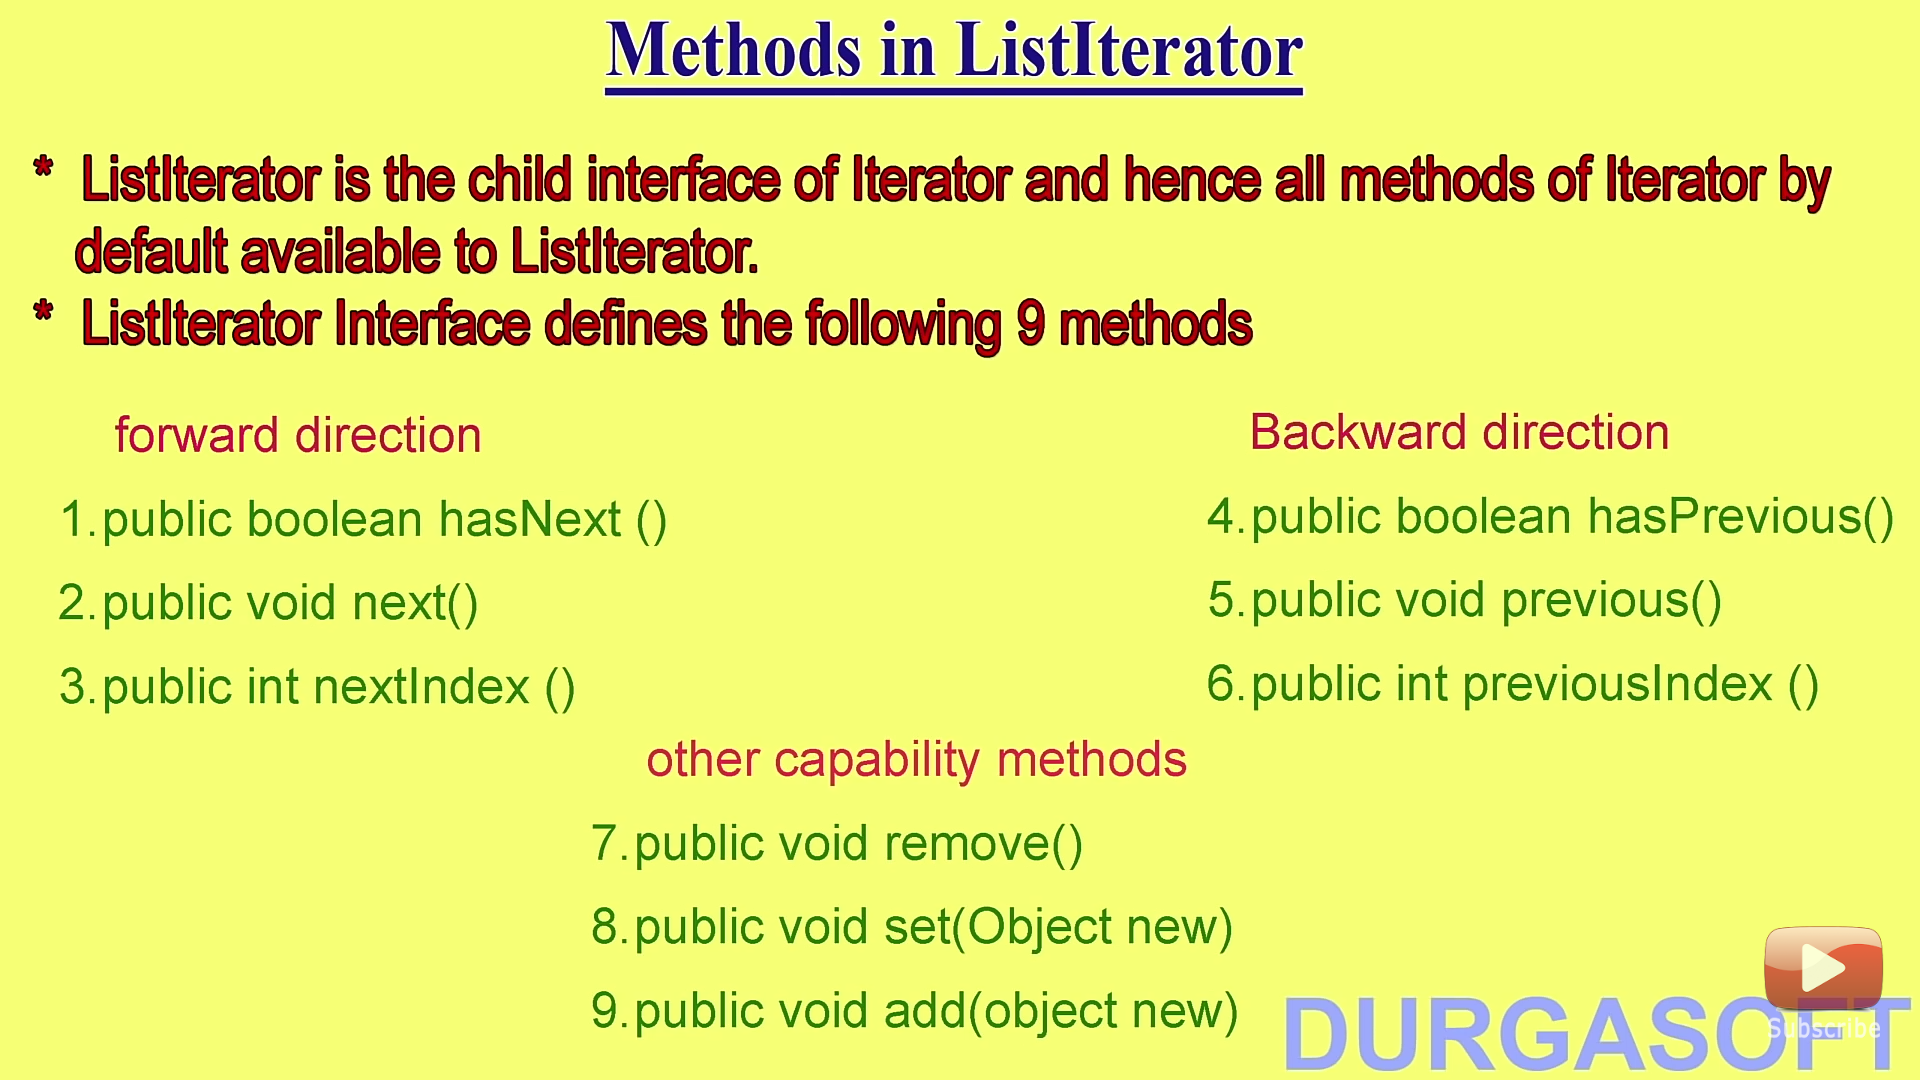 Methods in ListIterator
* ListIterator is the child interface of Iterator and hence all methods of Iterator by
default available to ListIterator.
* ListIterator Interface defines the following 9 methods
forward direction
1.public boolean hasNext ()
2.public void next()
3.public int nextIndex ()
Backward direction
4.public boolean hasPrevious()
5.public void previous()
6.public int previousIndex ()
other capability methods
7.public void remove()
8.public void set(Object new)
9.public void add(object new)
DURGASOFT
Subscribe